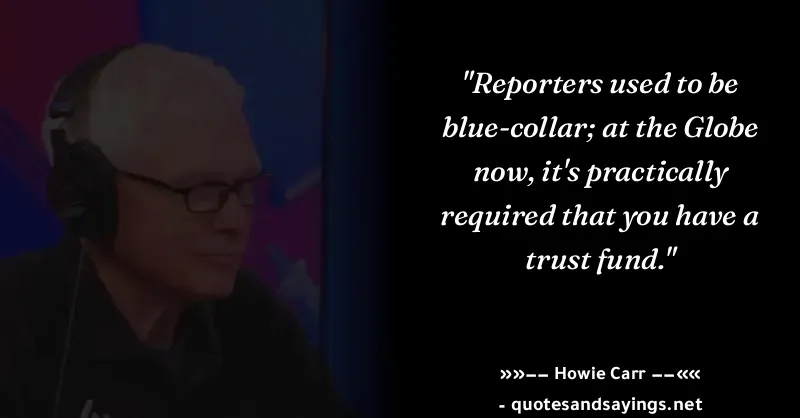 "Reporters used to be
blue-collar; at the Globe
now, it's practically
required that you have a
trust fund."
»»−− Howie Carr −−««
- quotesandsayings.net